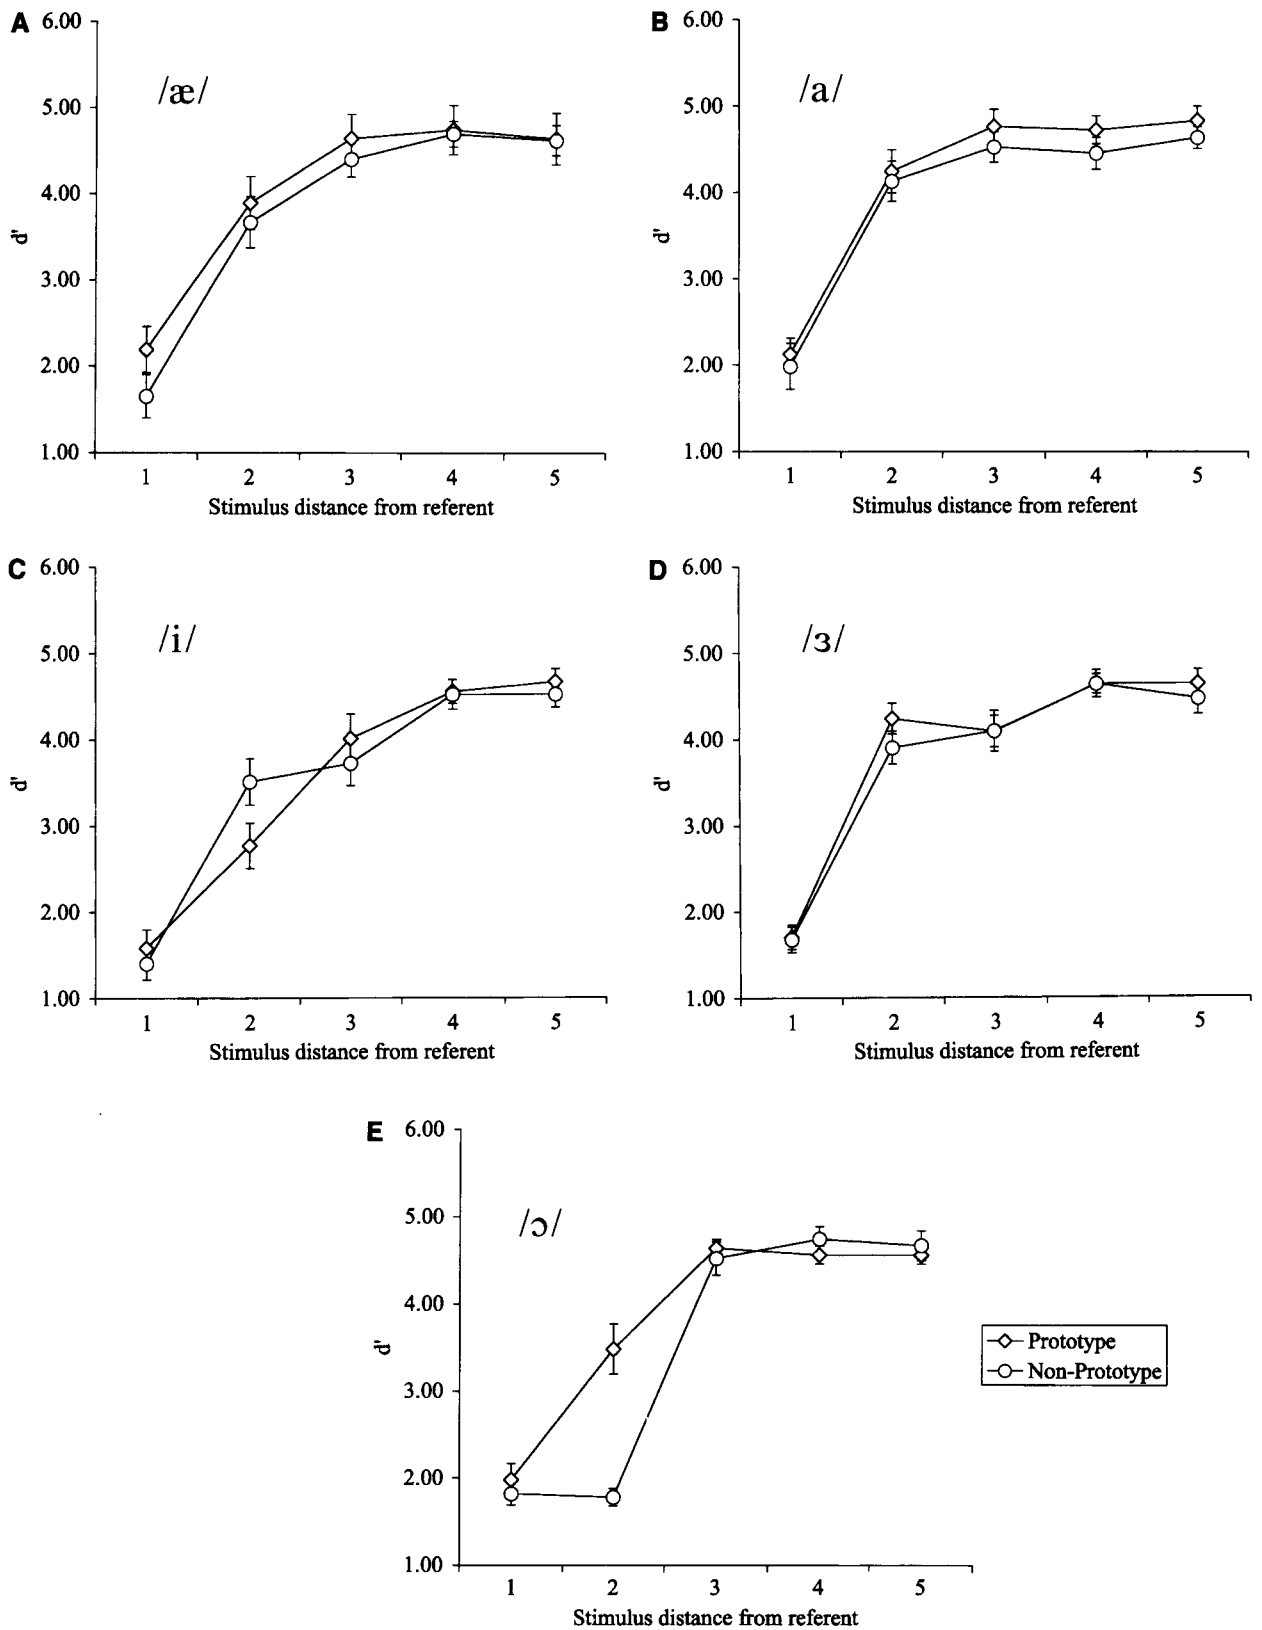 A
6.00
5.00
4.00
3.00
2.00
1.00
d'
/æ/
1 2 3 4 5
Stimulus distance from referent
B
6.00
5.00
4.00
3.00
2.00
1.00
d'
/a/
1 2 3 4 5
Stimulus distance from referent
C
6.00
5.00
4.00
3.00
2.00
1.00
d'
/i/
1 2 3 4 5
Stimulus distance from referent
D
6.00
5.00
4.00
3.00
2.00
1.00
d'
/ɜ/
1 2 3 4 5
Stimulus distance from referent
E
6.00
5.00
4.00
3.00
2.00
1.00
d'
/ɔ/
1 2 3 4 5
Stimulus distance from referent
Prototype
Non-Prototype